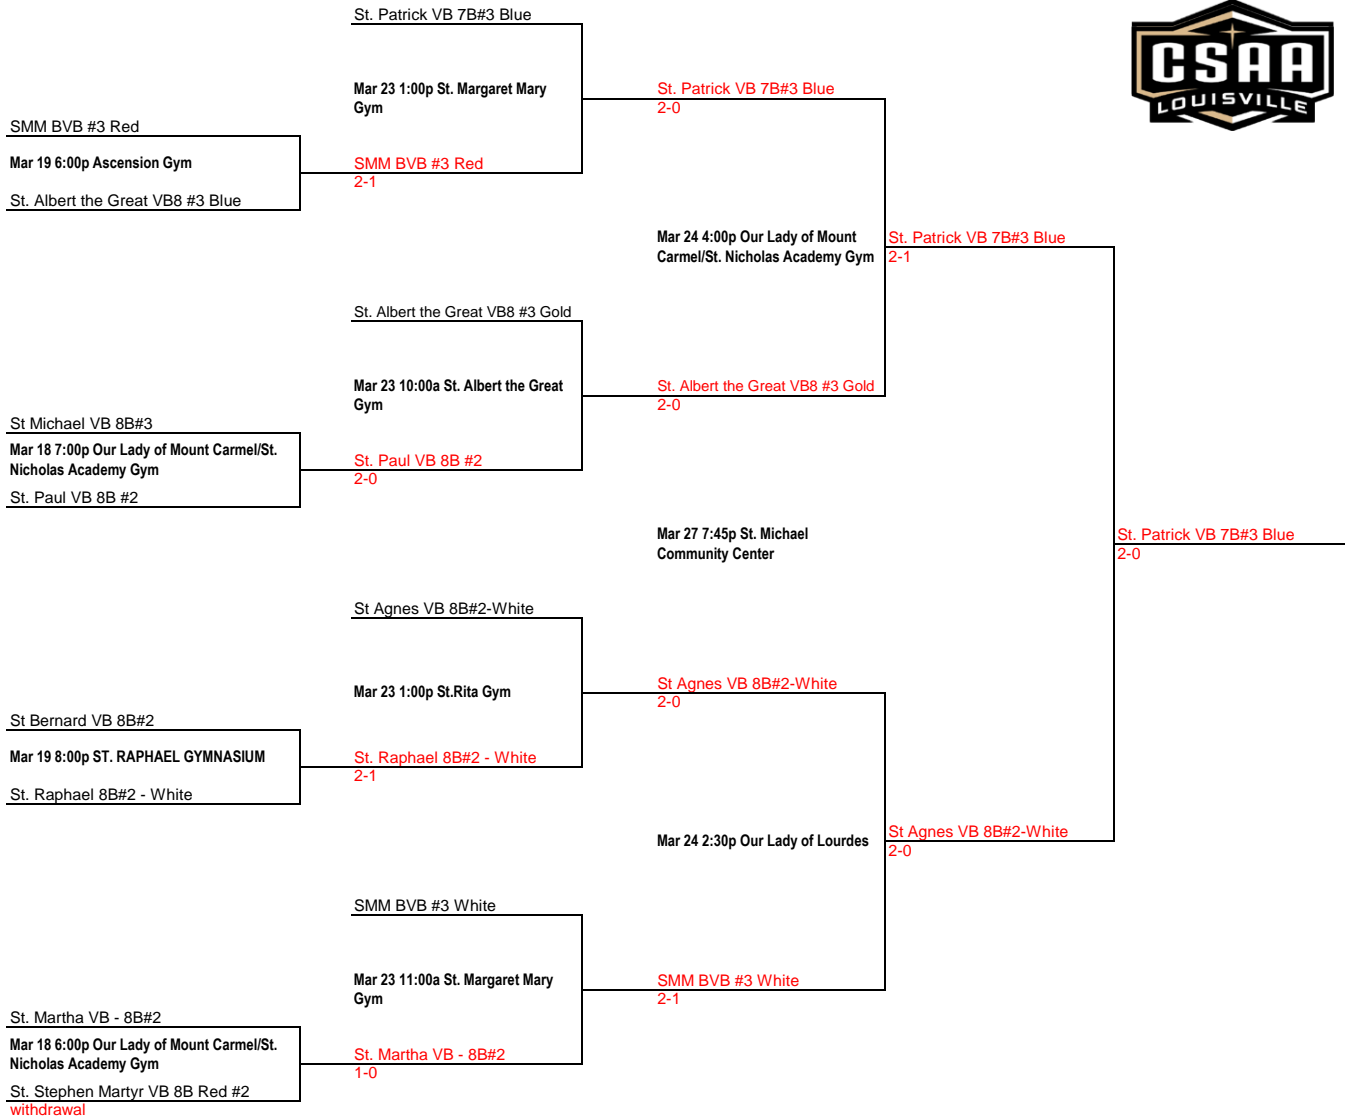 St. Patrick VB 7B#3 Blue
CSAA
LOUISVILLE
Mar 23 1:00p St. Margaret Mary
Gym
St. Patrick VB 7B#3 Blue
2-0
SMM BVB #3 Red
Mar 19 6:00p Ascension Gym
SMM BVB #3 Red
2-1
St. Albert the Great VB8 #3 Blue
Mar 24 4:00p Our Lady of Mount
Carmel/St. Nicholas Academy Gym
St. Patrick VB 7B#3 Blue
2-1
St. Albert the Great VB8 #3 Gold
Mar 23 10:00a St. Albert the Great
Gym
St. Albert the Great VB8 #3 Gold
2-0
St Michael VB 8B#3
Mar 18 7:00p Our Lady of Mount Carmel/St.
Nicholas Academy Gym
St. Paul VB 8B #2
2-0
St. Paul VB 8B #2
Mar 27 7:45p St. Michael
Community Center
St. Patrick VB 7B#3 Blue
2-0
St Agnes VB 8B#2-White
Mar 23 1:00p St.Rita Gym
St Agnes VB 8B#2-White
2-0
St Bernard VB 8B#2
Mar 19 8:00p ST. RAPHAEL GYMNASIUM
St. Raphael 8B#2 - White
2-1
St. Raphael 8B#2 - White
Mar 24 2:30p Our Lady of Lourdes
St Agnes VB 8B#2-White
2-0
SMM BVB #3 White
Mar 23 11:00a St. Margaret Mary
Gym
SMM BVB #3 White
2-1
St. Martha VB - 8B#2
Mar 18 6:00p Our Lady of Mount Carmel/St.
Nicholas Academy Gym
St. Martha VB - 8B#2
1-0
St. Stephen Martyr VB 8B Red #2
withdrawal